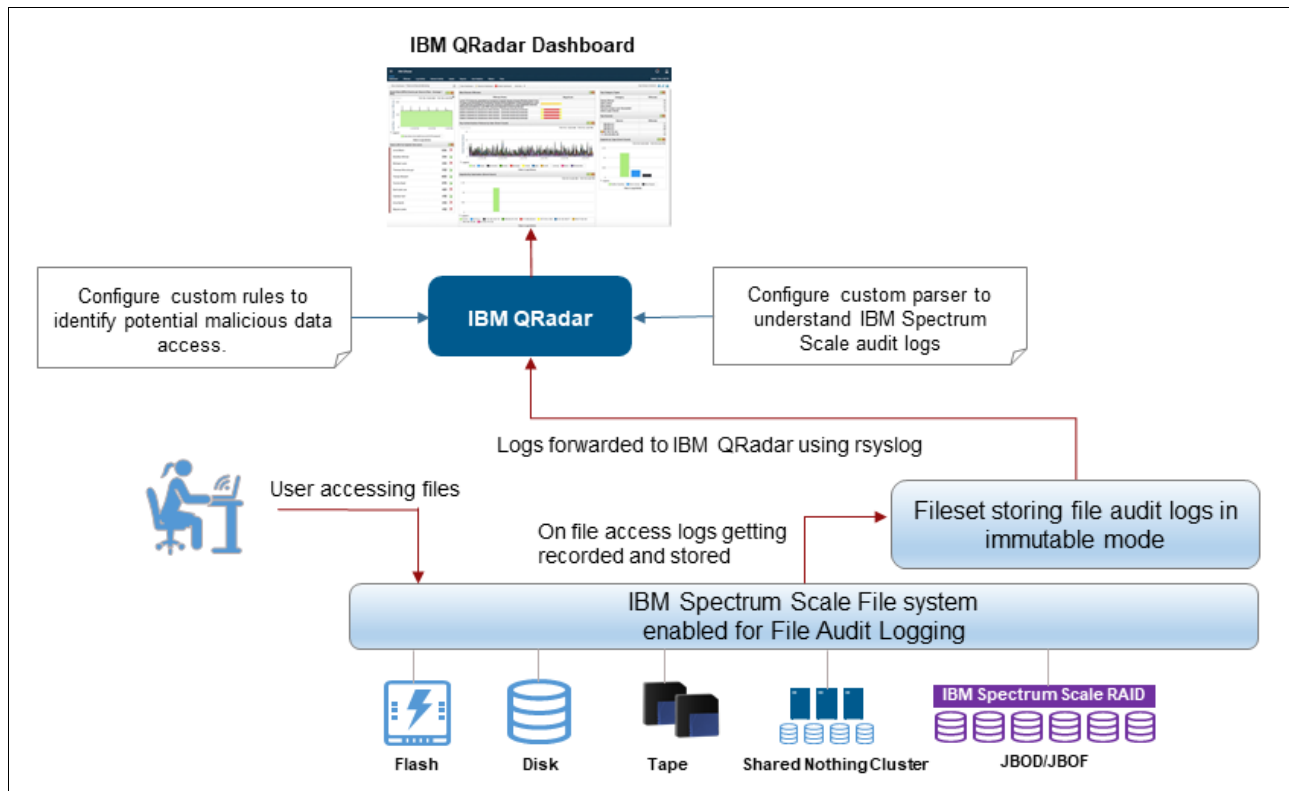 IBM QRadar Dashboard
Configure custom rules to
identify potential malicious data
access.
IBM QRadar
Configure custom parser to
understand IBM Spectrum
Scale audit logs
Logs forwarded to IBM QRadar using rsyslog
User accessing files
On file access logs getting
recorded and stored
Fileset storing file audit logs in
immutable mode
IBM Spectrum Scale File system
enabled for File Audit Logging
Flash
Disk
Tape
Shared Nothing Cluster
IBM Spectrum Scale RAID
JBOD/JBOF